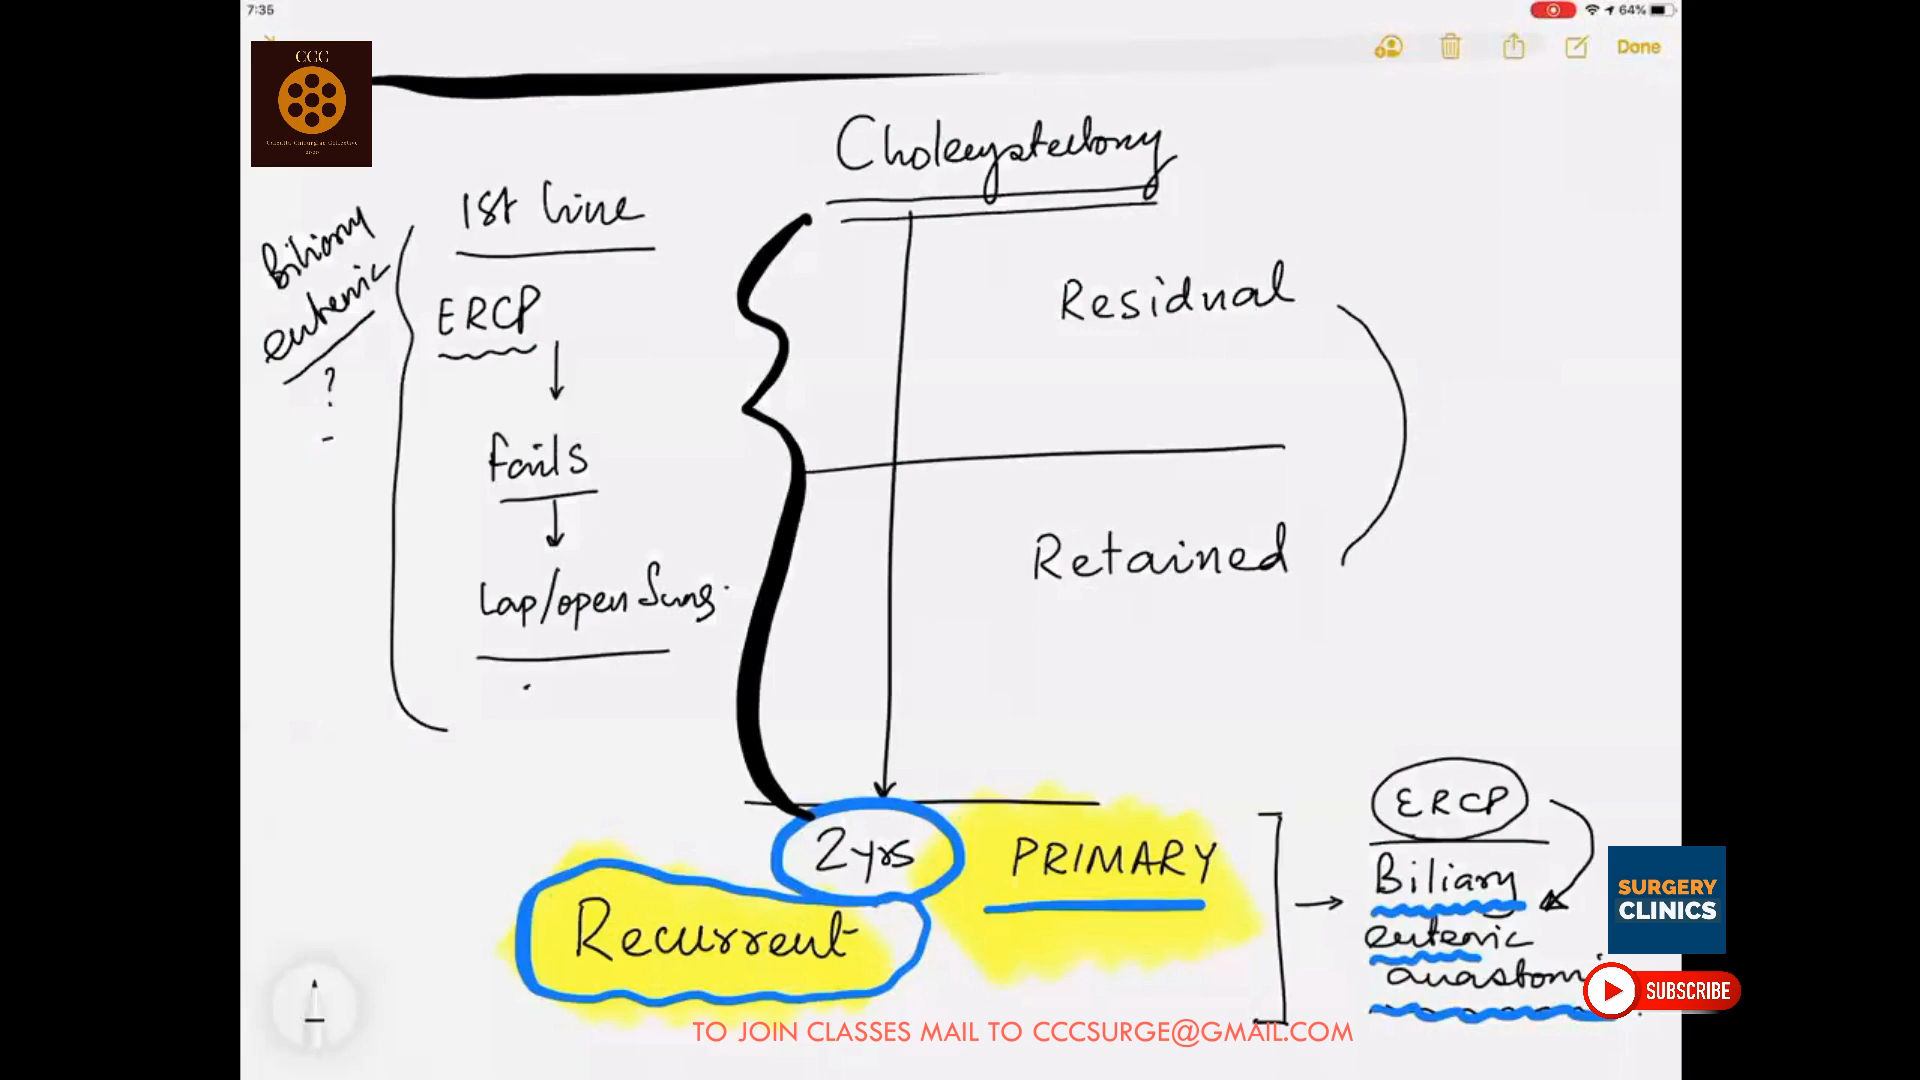 7:35
64%
Done
CCC
2020
Cholecystectomy
1st line
Biliary
enteric
?
ERCP
Fails
Lap/open Surg.
Residual
Retained
2yrs
PRIMARY
Recurrent
ERCP
Biliary
enteric
anastom
SURGERY
CLINICS
SUBSCRIBE
TO JOIN CLASSES MAIL TO CCCSURGE@GMAIL.COM